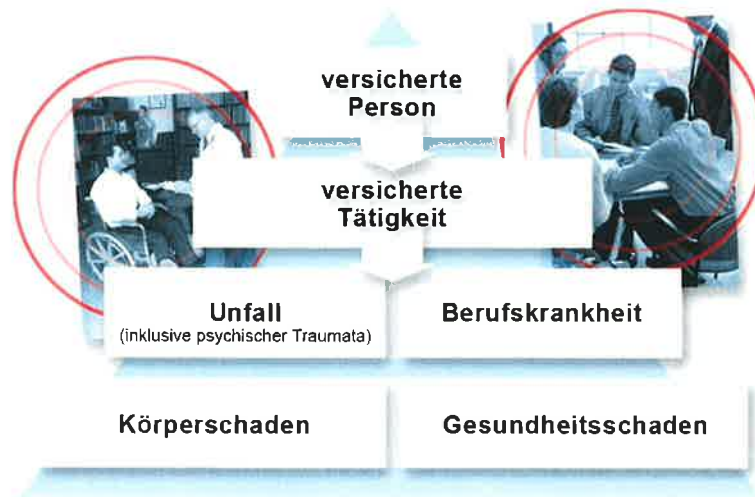 versicherte
Person
versicherte
Tätigkeit
Unfall
(inklusive psychischer Traumata)
Berufskrankheit
Körperschaden
Gesundheitsschaden